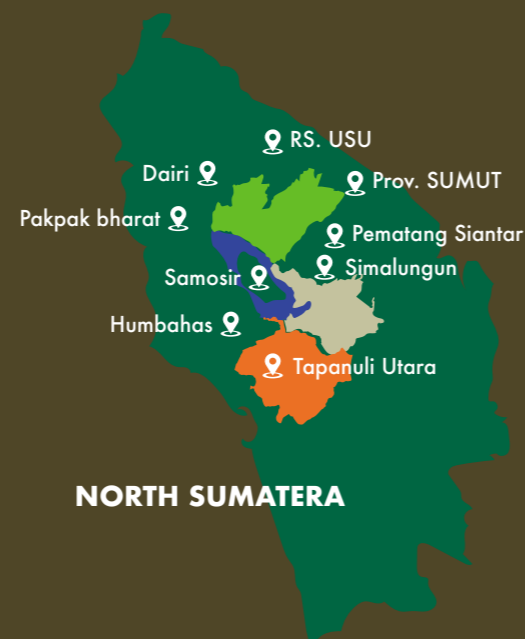 RS. USU
Dairi
Prov. SUMUT
Pakpak bharat
Pematang Siantar
Simalungun
Samosir
Humbahas
Tapanuli Utara
NORTH SUMATERA